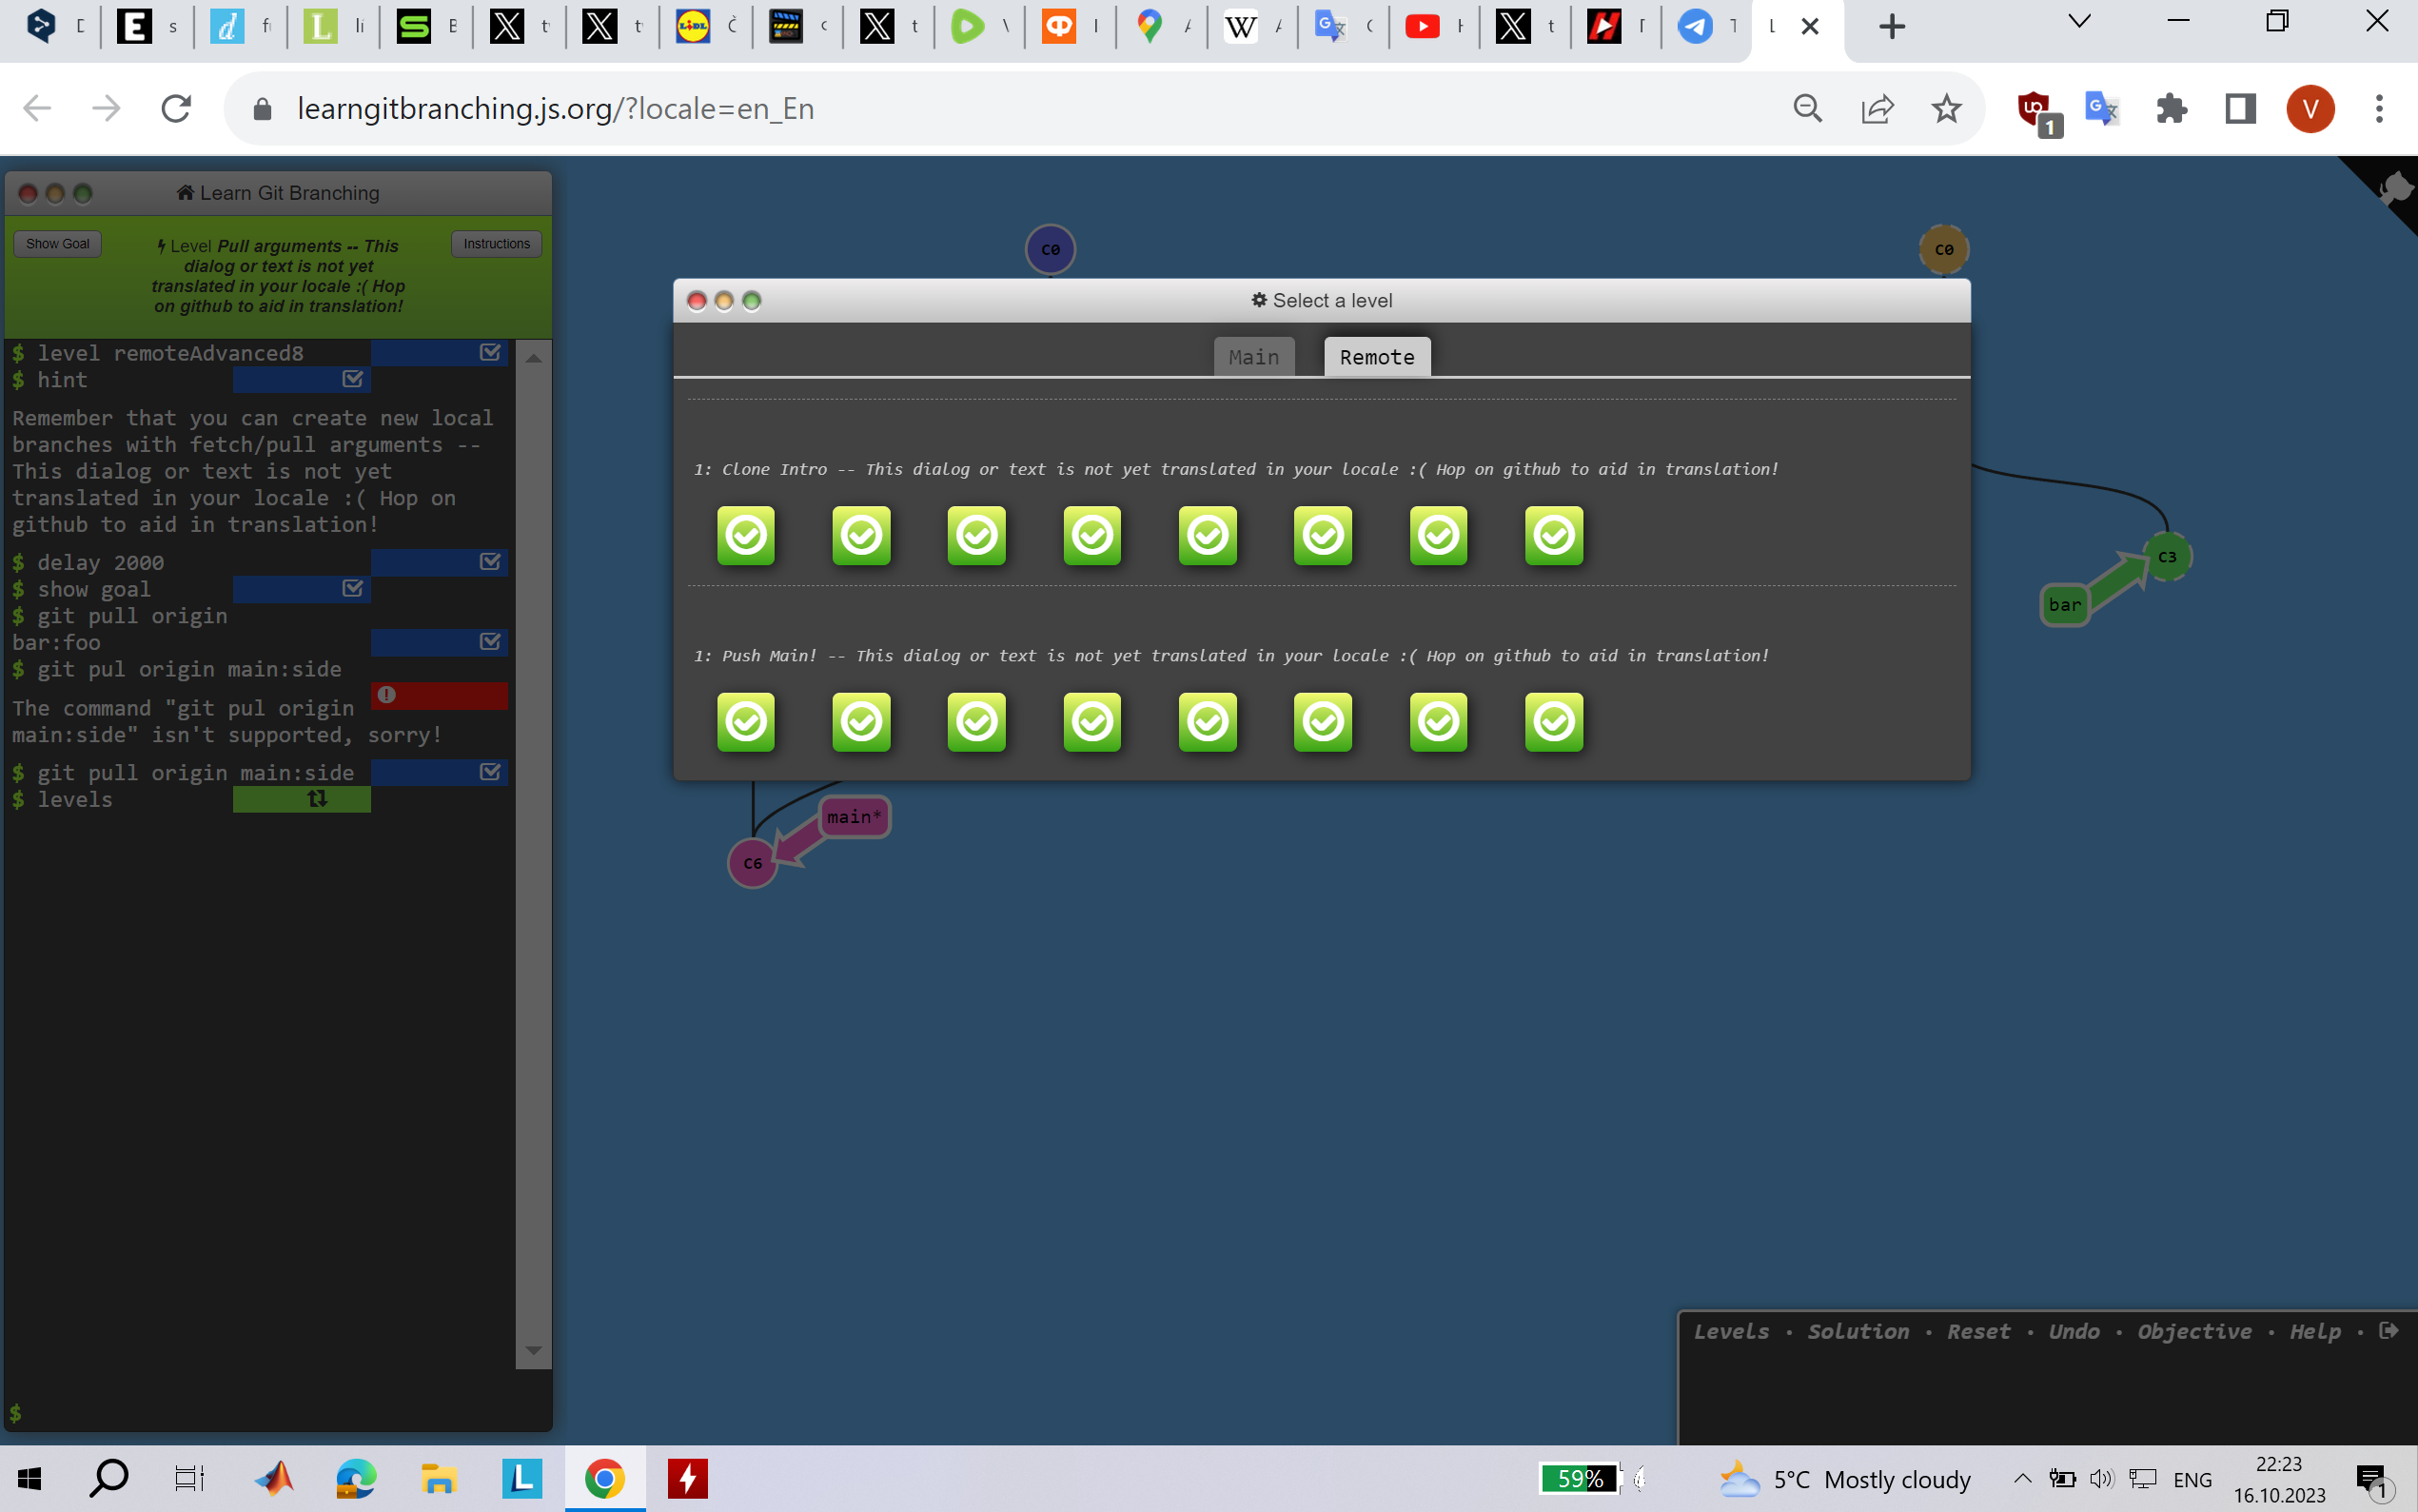 learngitbranching.js.org/?locale=en_En
1
V
Learn Git Branching
Show Goal
Level Pull arguments -- This
dialog or text is not yet
translated in your locale :( Hop
on github to aid in translation!
Instructions
$ level remoteAdvanced8
$ hint
Remember that you can create new local
branches with fetch/pull arguments --
This dialog or text is not yet
translated in your locale :( Hop on
github to aid in translation!
$ delay 2000
$ show goal
$ git pull origin
bar:foo
$ git pul origin main:side
The command "git pul origin
main:side" isn't supported, sorry!
$ git pull origin main:side
$ levels
$
C0
C0
Select a level
Main
Remote
1: Clone Intro -- This dialog or text is not yet translated in your locale :( Hop on github to aid in translation!
1: Push Main! -- This dialog or text is not yet translated in your locale :( Hop on github to aid in translation!
C3
bar
main*
C6
Levels • Solution • Reset • Undo • Objective • Help •
59%
5°C Mostly cloudy
ENG
22:23
16.10.2023
1